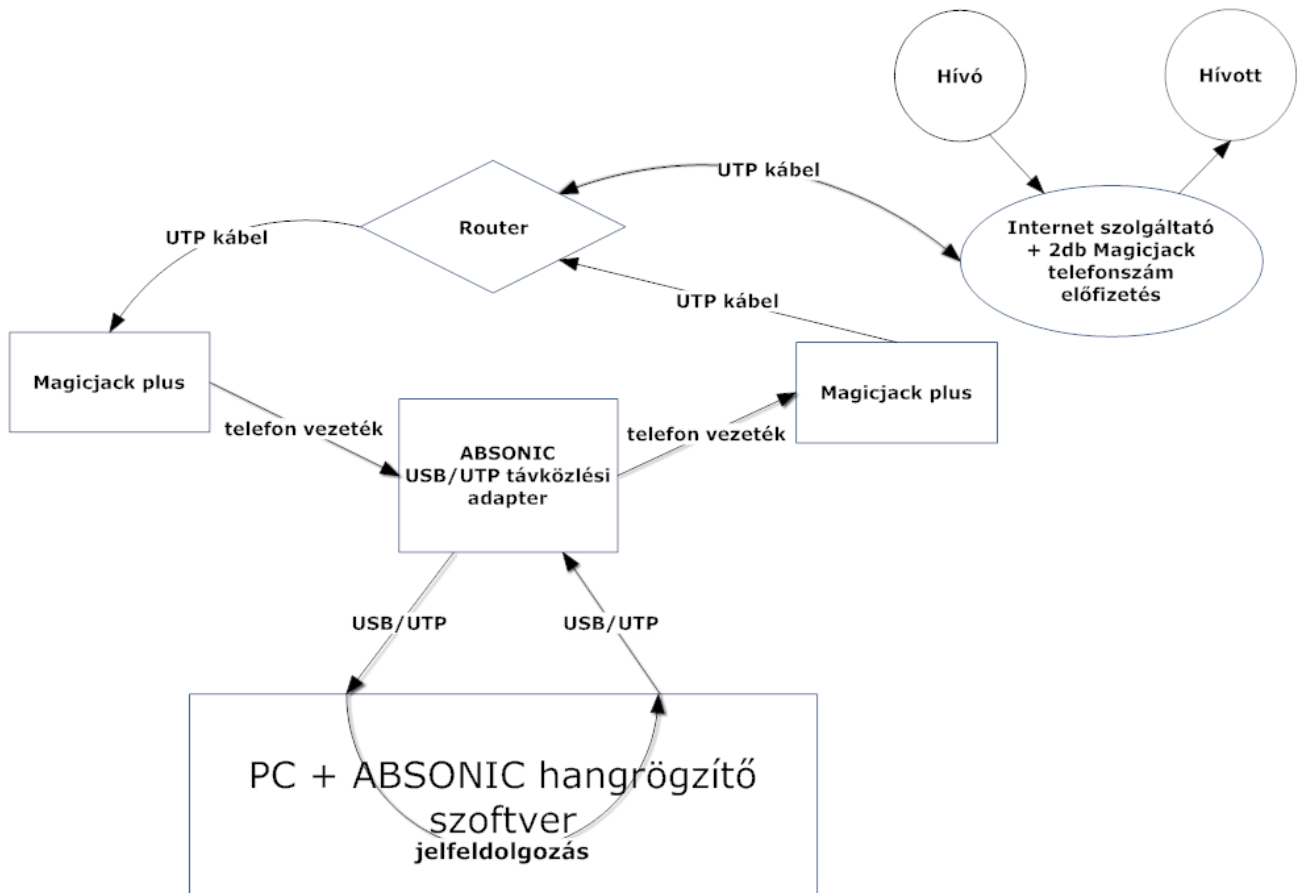 Hívó
Hívott
UTP kábel
Router
UTP kábel
Internet szolgáltató
+ 2db Magicjack
telefonszám
előfizetés
UTP kábel
Magicjack plus
Magicjack plus
telefon vezeték
telefon vezeték
ABSONIC
USB/UTP távközlési
adapter
USB/UTP
USB/UTP
PC + ABSONIC hangrögzítő
szoftver
jelfeldolgozás